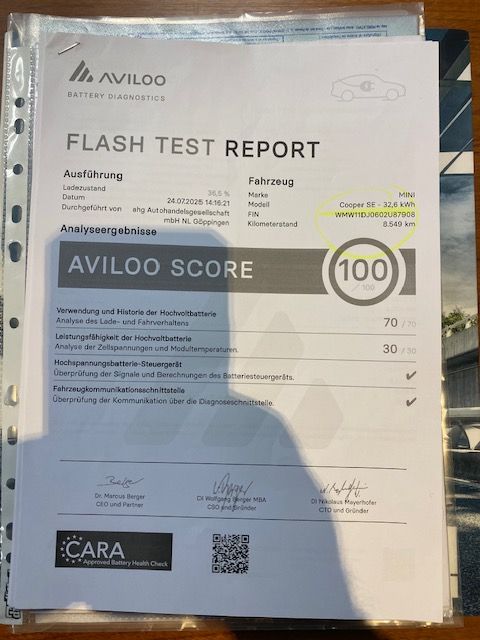 AVILOO
BATTERY DIAGNOSTICS
FLASH TEST REPORT
Ausführung
Ladezustand 36,5 %
Datum 24.07.2025 14:16:21
Durchgeführt von ahg Autohandelsgesellschaft
mbH NL Göppingen
Fahrzeug
Marke MINI
Modell Cooper SE - 32,6 kWh
FIN WMW11DJ0602U87908
Kilometerstand 8.549 km
Analyseergebnisse
AVILOO SCORE 100
/ 100
Verwendung und Historie der Hochvoltbatterie
Analyse des Lade- und Fahrverhaltens 70 / 70
Leistungsfähigkeit der Hochvoltbatterie
Analyse der Zellspannungen und Modultemperaturen. 30 / 30
Hochspannungsbatterie-Steuergerät
Überprüfung der Signale und Berechnungen des Batteriesteuergeräts. ✓
Fahrzeugkommunikationsschnittstelle
Überprüfung der Kommunikation über die Diagnoseschnittstelle. ✓
Dr. Marcus Berger
CEO und Partner
DI Wolfgang Berger MBA
CSO und Gründer
DI Nikolaus Mayerhofer
CTO und Gründer
CARA
Approved Battery Health Check